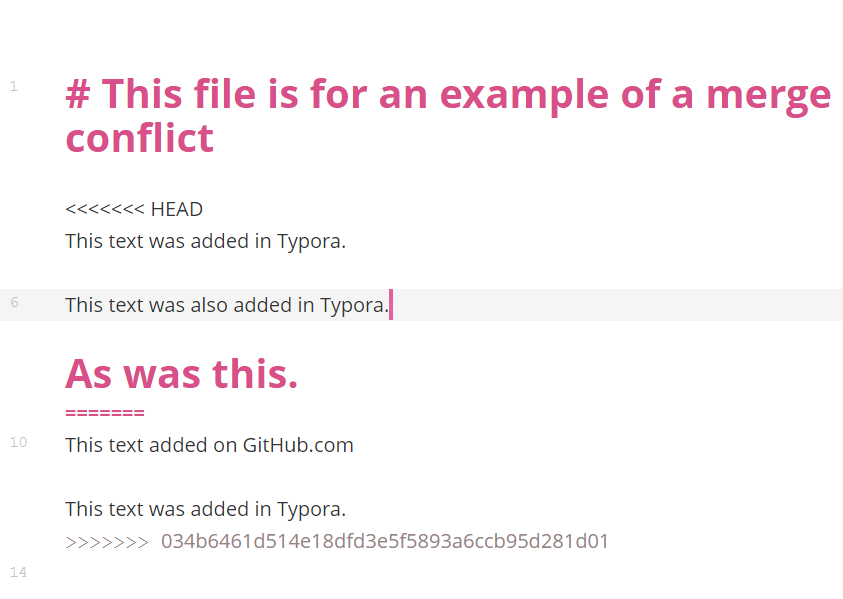 1
# This file is for an example of a merge
conflict
<<<<<<< HEAD
This text was added in Typora.
6
This text was also added in Typora.
As was this.
=======
10
This text added on GitHub.com
This text was added in Typora.
>>>>>>> 034b6461d514e18dfd3e5f5893a6ccb95d281d01
14